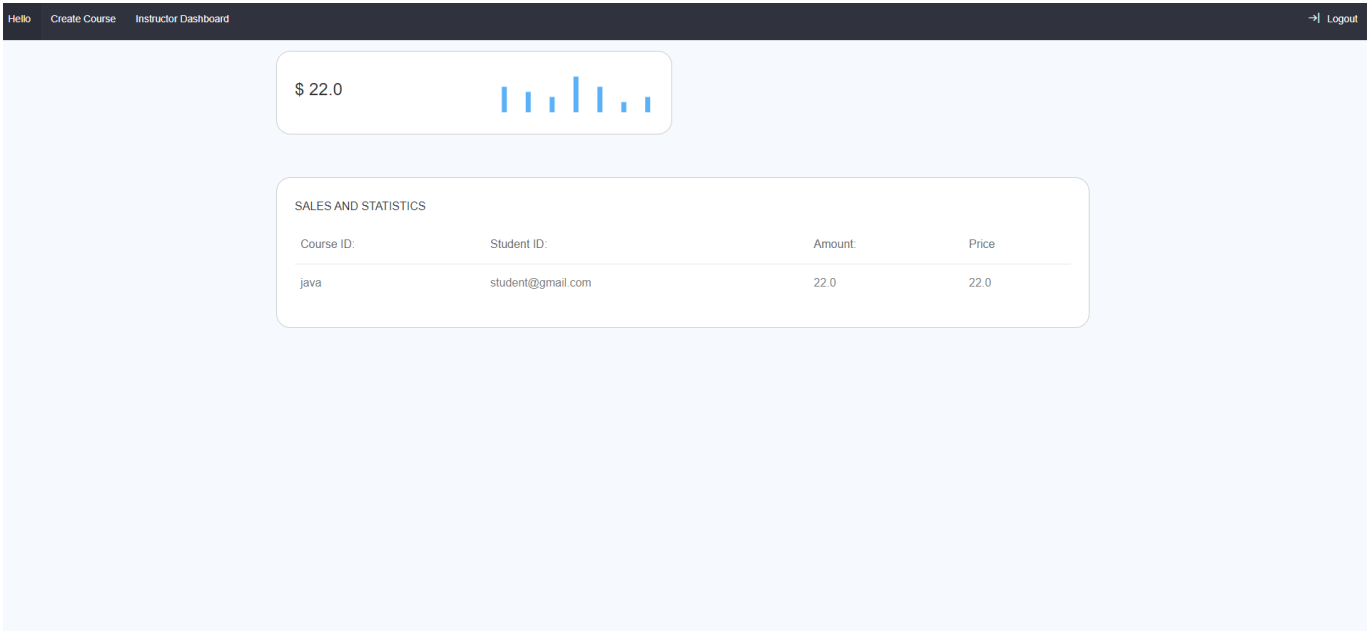 Hello Create Course Instructor Dashboard Logout
$ 22.0
SALES AND STATISTICS
Course ID: Student ID: Amount: Price
java student@gmail.com 22.0 22.0